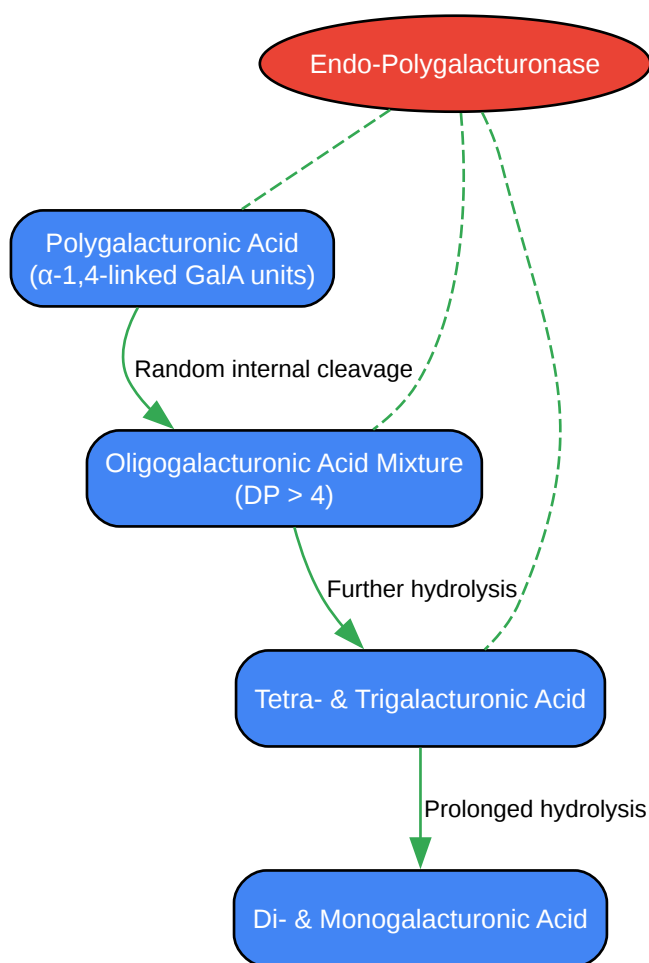 Endo-Polygalacturonase
Polygalacturonic Acid
(α-1,4-linked GalA units)
Random internal cleavage
Oligogalacturonic Acid Mixture
(DP > 4)
Further hydrolysis
Tetra- & Trigalacturonic Acid
Prolonged hydrolysis
Di- & Monogalacturonic Acid